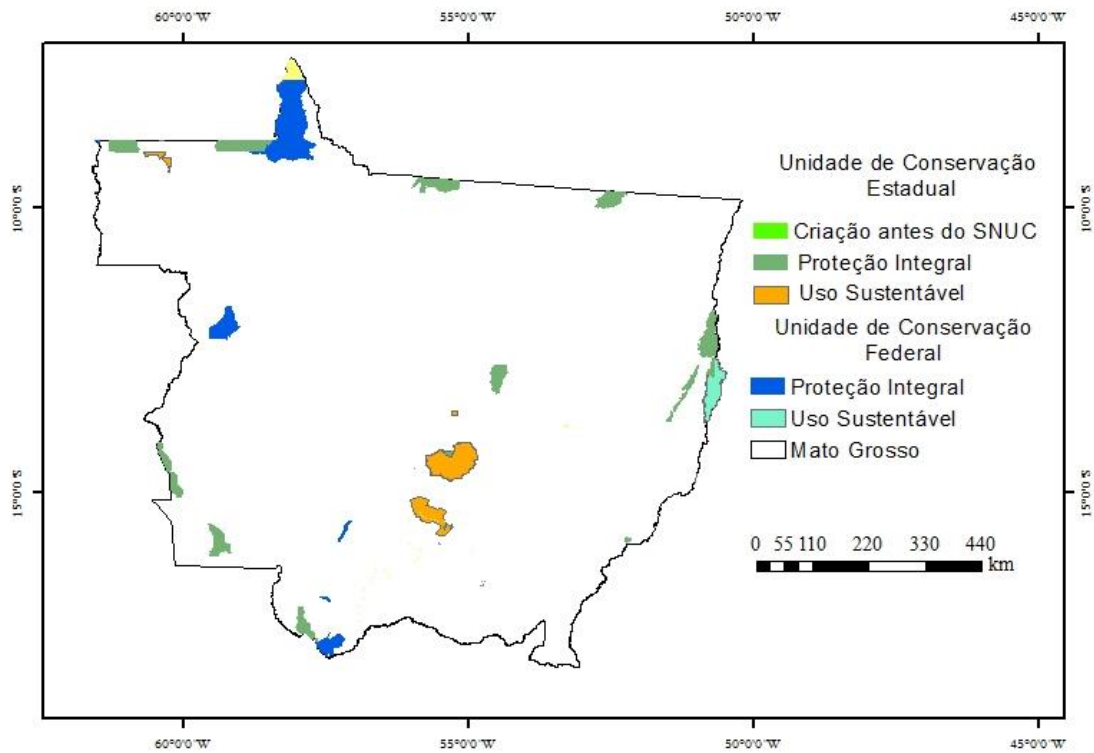 60°0'0"W 55°0'0"W 50°0'0"W 45°0'0"W
Unidade de Conservação
Estadual
10°0'0"S 10°0'0"S
Criação antes do SNUC
Proteção Integral
Uso Sustentável
Unidade de Conservação
Federal
Proteção Integral
Uso Sustentável
Mato Grosso
15°0'0"S 15°0'0"S
0 55 110 220 330 440
km
60°0'0"W 55°0'0"W 50°0'0"W 45°0'0"W